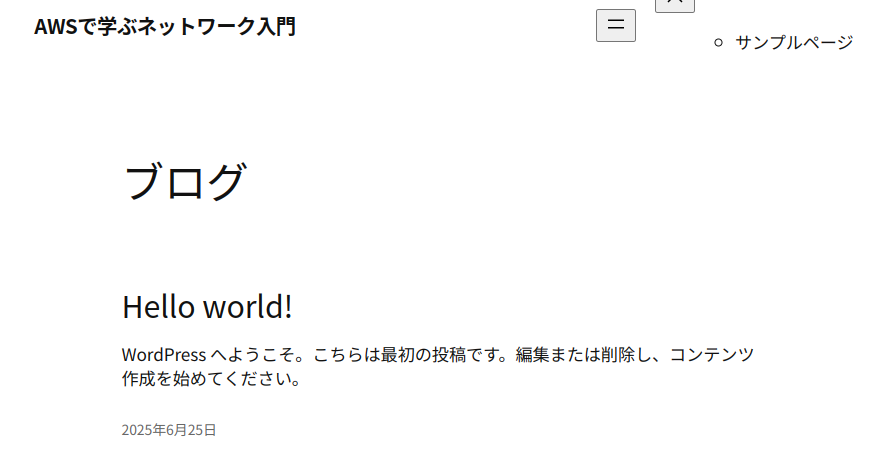 AWSで学ぶネットワーク入門
サンプルページ
ブログ
Hello world!
WordPress へようこそ。こちらは最初の投稿です。編集または削除し、コンテンツ
作成を始めてください。
2025年6月25日